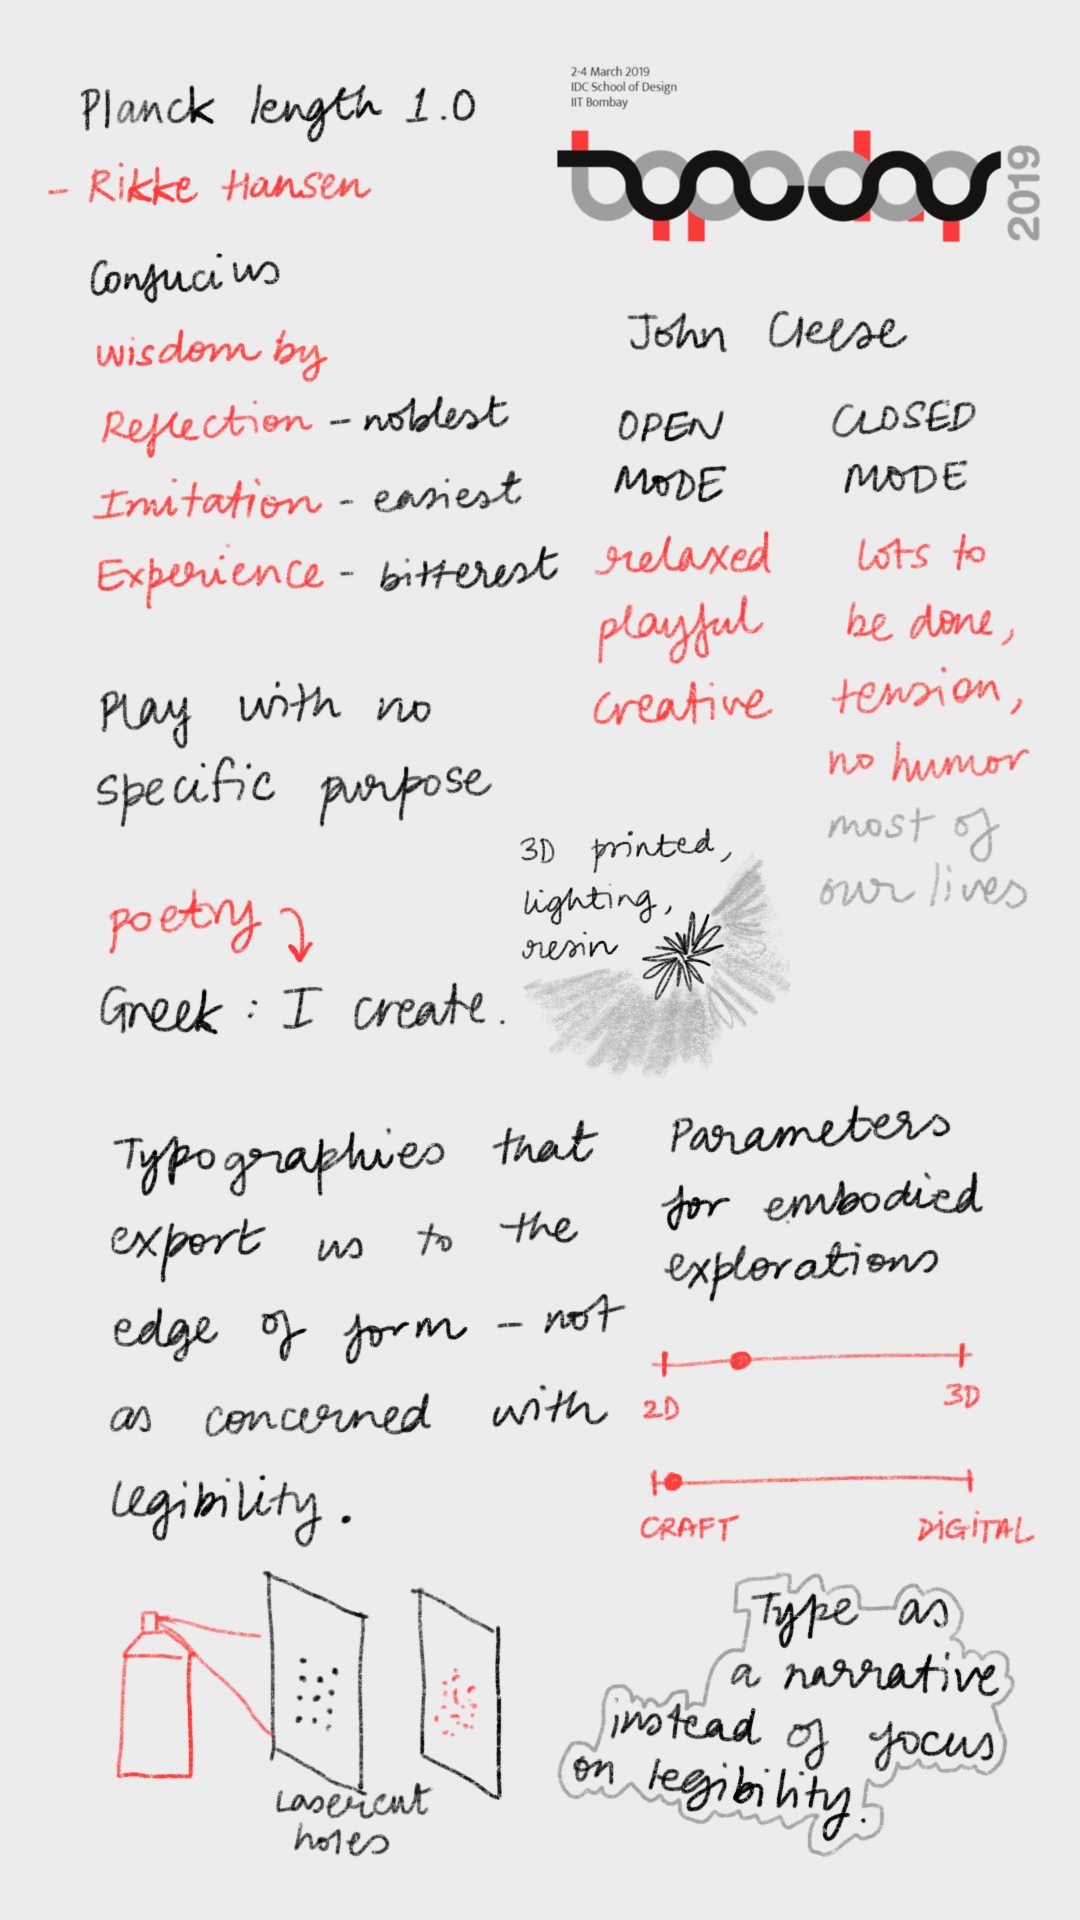 Planck length 1.0
- Rikke Hansen
2-4 March 2019
IDC School of Design
IIT Bombay
typoday
2019
Confucius
wisdom by
Reflection - noblest
Imitation - easiest
Experience - bitterest
John Cleese
OPEN
MODE
relaxed
playful
creative
CLOSED
MODE
lots to
be done,
tension,
no humor
most of
our lives
Play with no
specific purpose
poetry
Greek : I create.
3D printed,
lighting,
resin
Typographies that
export us to the
edge of form - not
as concerned with
legibility.
Parameters
for embodied
explorations
2D 3D
CRAFT DIGITAL
Lasercut
holes
Type as
a narrative
instead of focus
on legibility.